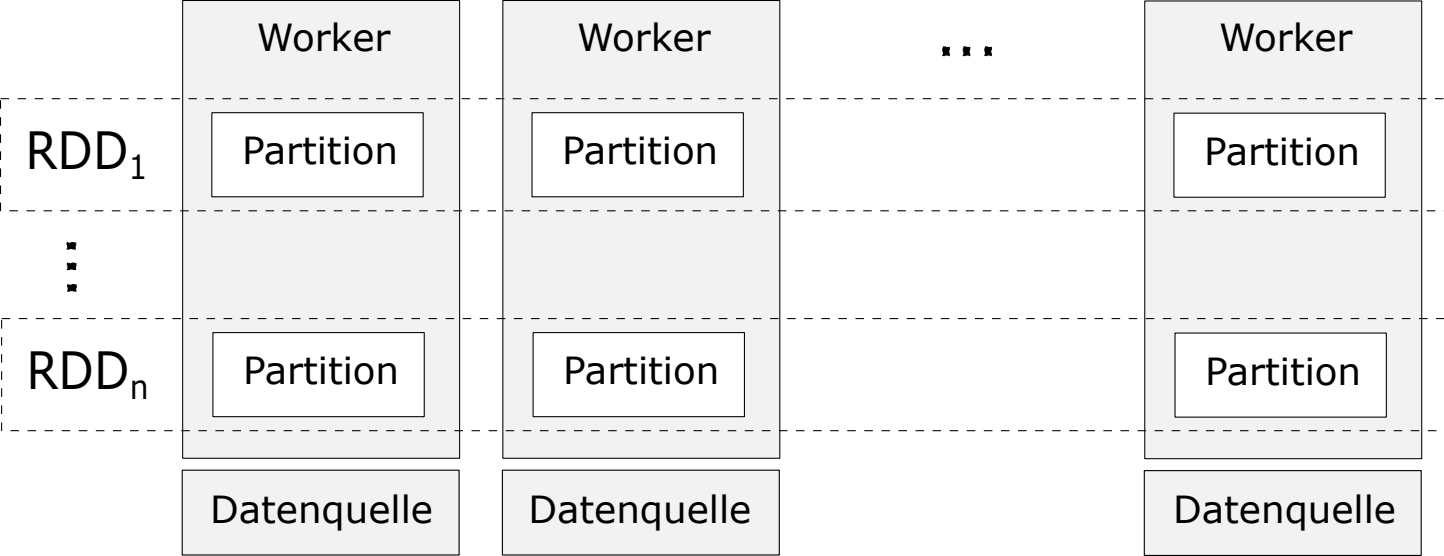 Worker Worker ... Worker
RDD1 Partition Partition Partition
⋮
RDDn Partition Partition Partition
Datenquelle Datenquelle Datenquelle